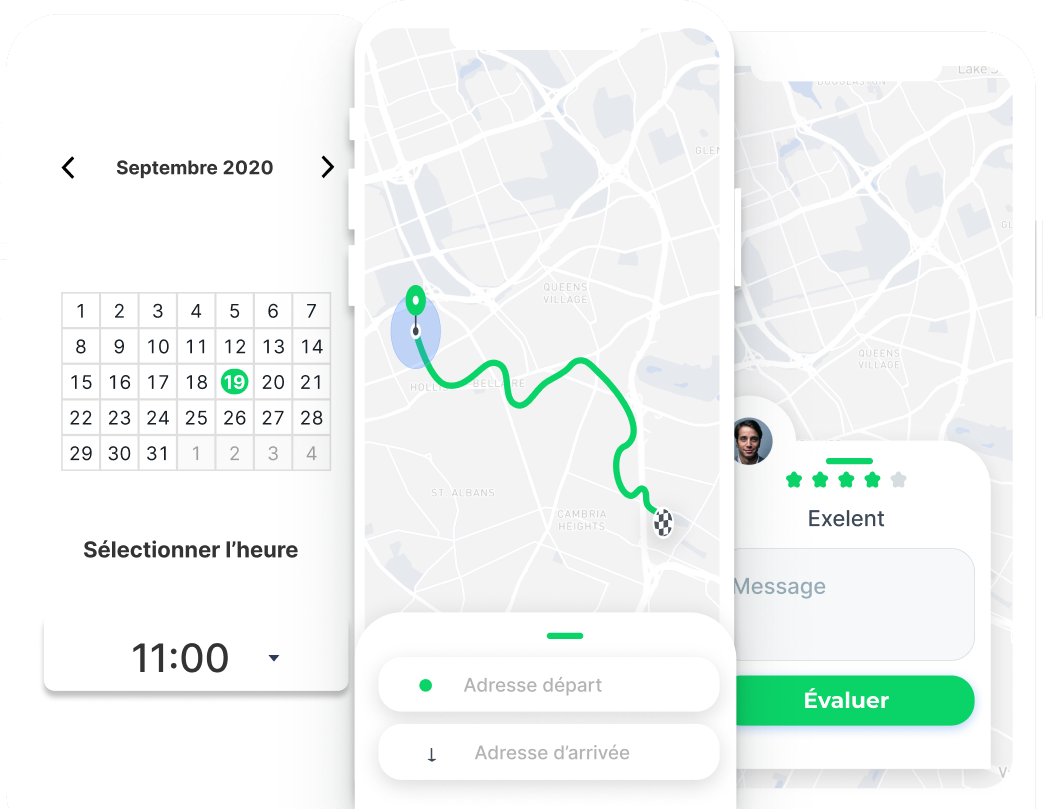 Septembre 2020
1 2 3 4 5 6 7
8 9 10 11 12 13 14
15 16 17 18 19 20 21
22 23 24 25 26 27 28
29 30 31 1 2 3 4
Sélectionner l’heure
11:00
GLEN
QUEENS
VILLAGE
HOLL
BELLAIRE
ST. ALBANS
CAMBRIA
HEIGHTS
Adresse départ
Adresse d’arrivée
Lake S
DOUGLASTON
GL
QUEENS
VILLAGE
Exelent
Message
Évaluer
V